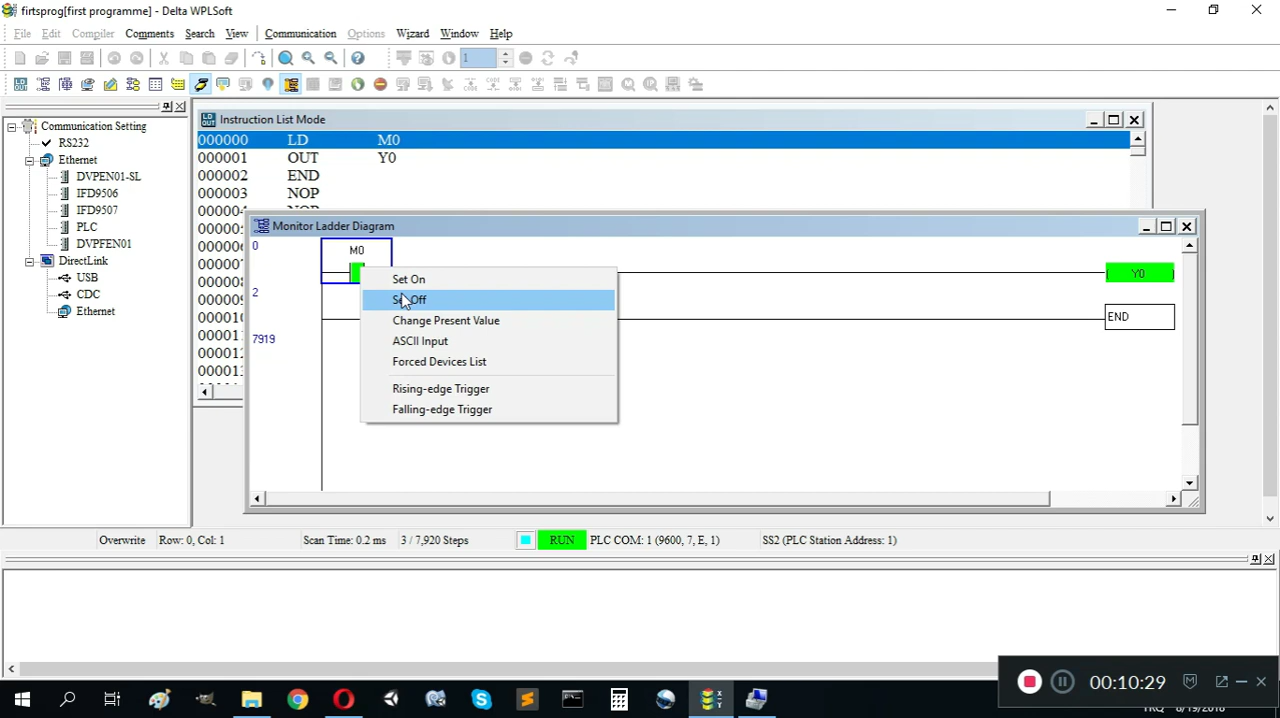 firtsprog[first programme] - Delta WPLSoft
File Edit Compiler Comments Search View Communication Options Wizard Window Help
1
Communication Setting
RS232
Ethernet
DVPEN01-SL
IFD9506
IFD9507
PLC
DVPFEN01
DirectLink
USB
CDC
Ethernet
Instruction List Mode
000000 LD M0
000001 OUT Y0
000002 END
000003 NOP
Monitor Ladder Diagram
0
M0
Y0
2
END
7919
Set On
Change Present Value
ASCII Input
Forced Devices List
Rising-edge Trigger
Falling-edge Trigger
Overwrite Row: 0, Col: 1 Scan Time: 0.2 ms 3 / 7,920 Steps RUN PLC COM: 1 (9600, 7, E, 1) SS2 (PLC Station Address: 1)
00:10:29